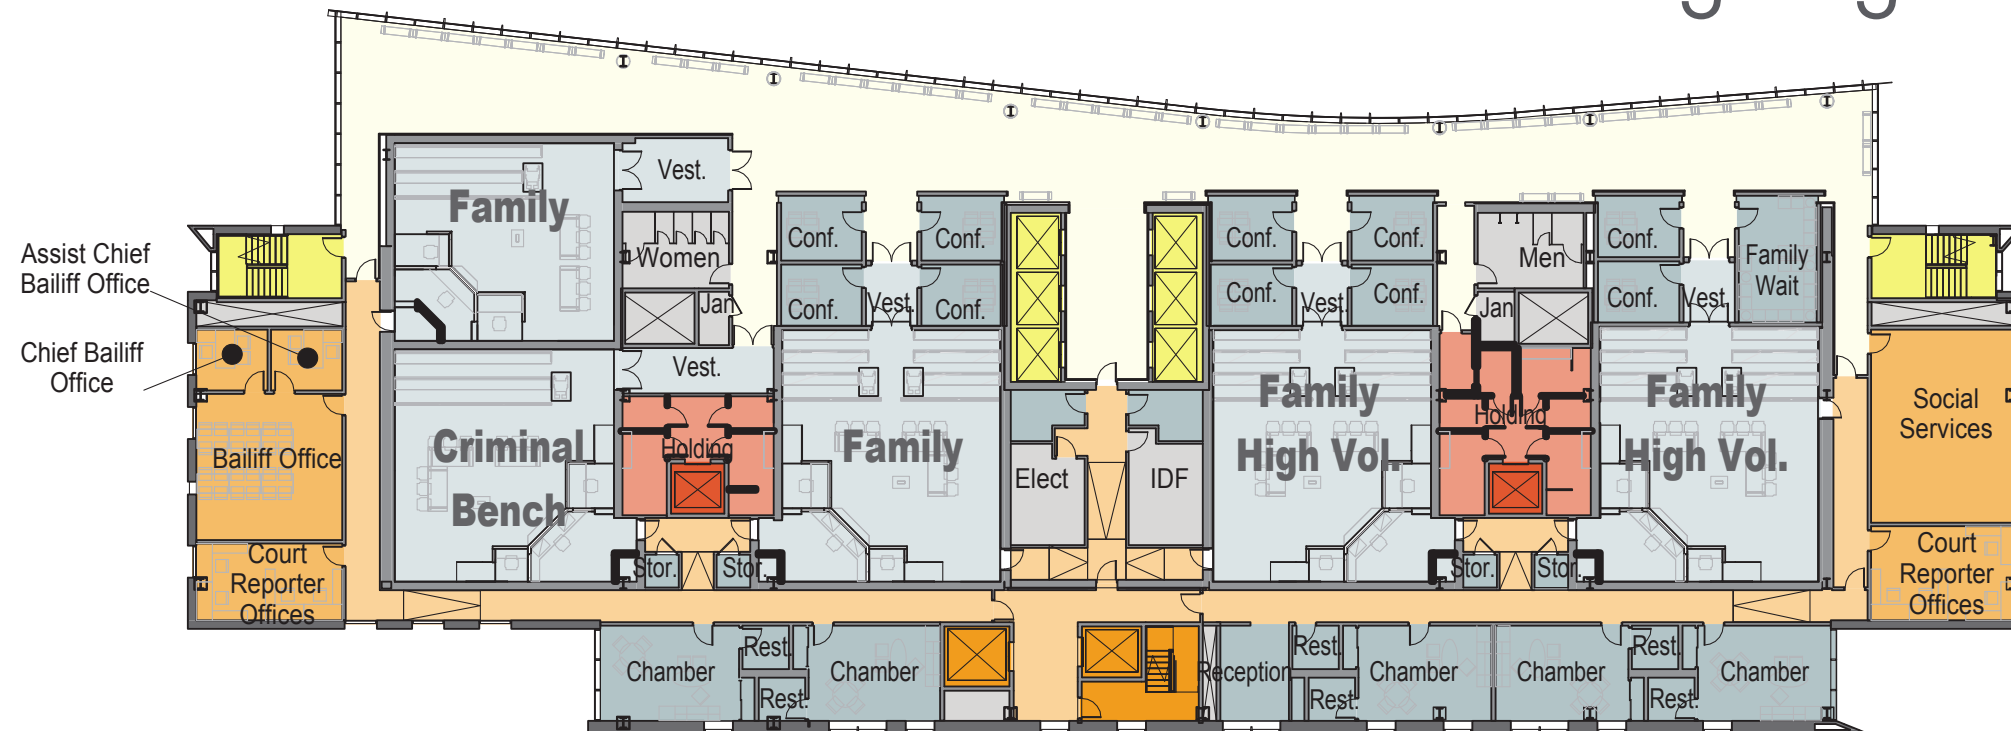 Family
Vest.
Assist Chief
Bailiff Office
Women
Conf.
Conf.
Conf.
Conf.
Conf.
Conf.
Men
Family
Wait
Jan
Conf.
Vest.
Conf.
Conf.
Vest.
Conf.
Jan
Conf.
Vest.
Chief Bailiff
Office
Vest.
Family
High Vol.
Family
High Vol.
Social
Services
Criminal
Bench
Holding
Family
Holding
Bailiff Office
Elect
IDF
Court
Reporter
Offices
Stor.
Stor.
Stor.
Stor.
Court
Reporter
Offices
Chamber
Rest.
Rest.
Chamber
Reception
Rest.
Rest.
Chamber
Chamber
Rest.
Rest.
Chamber